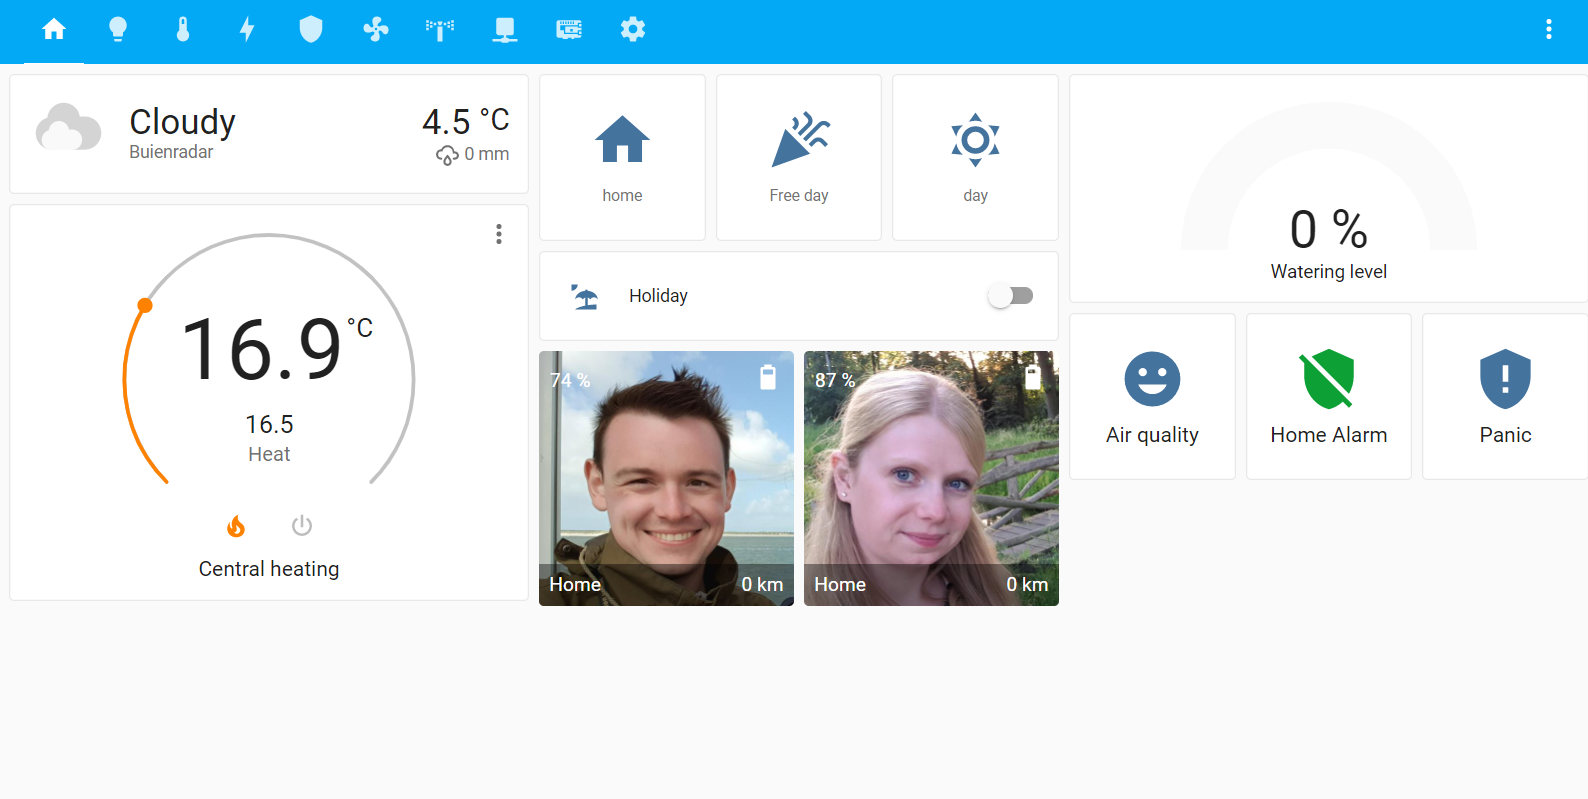 Cloudy
Buienradar
4.5 °C
0 mm
16.9 °C
16.5
Heat
Central heating
home
Free day
day
Holiday
74 %
Home 0 km
87 %
Home 0 km
0 %
Watering level
Air quality
Home Alarm
Panic